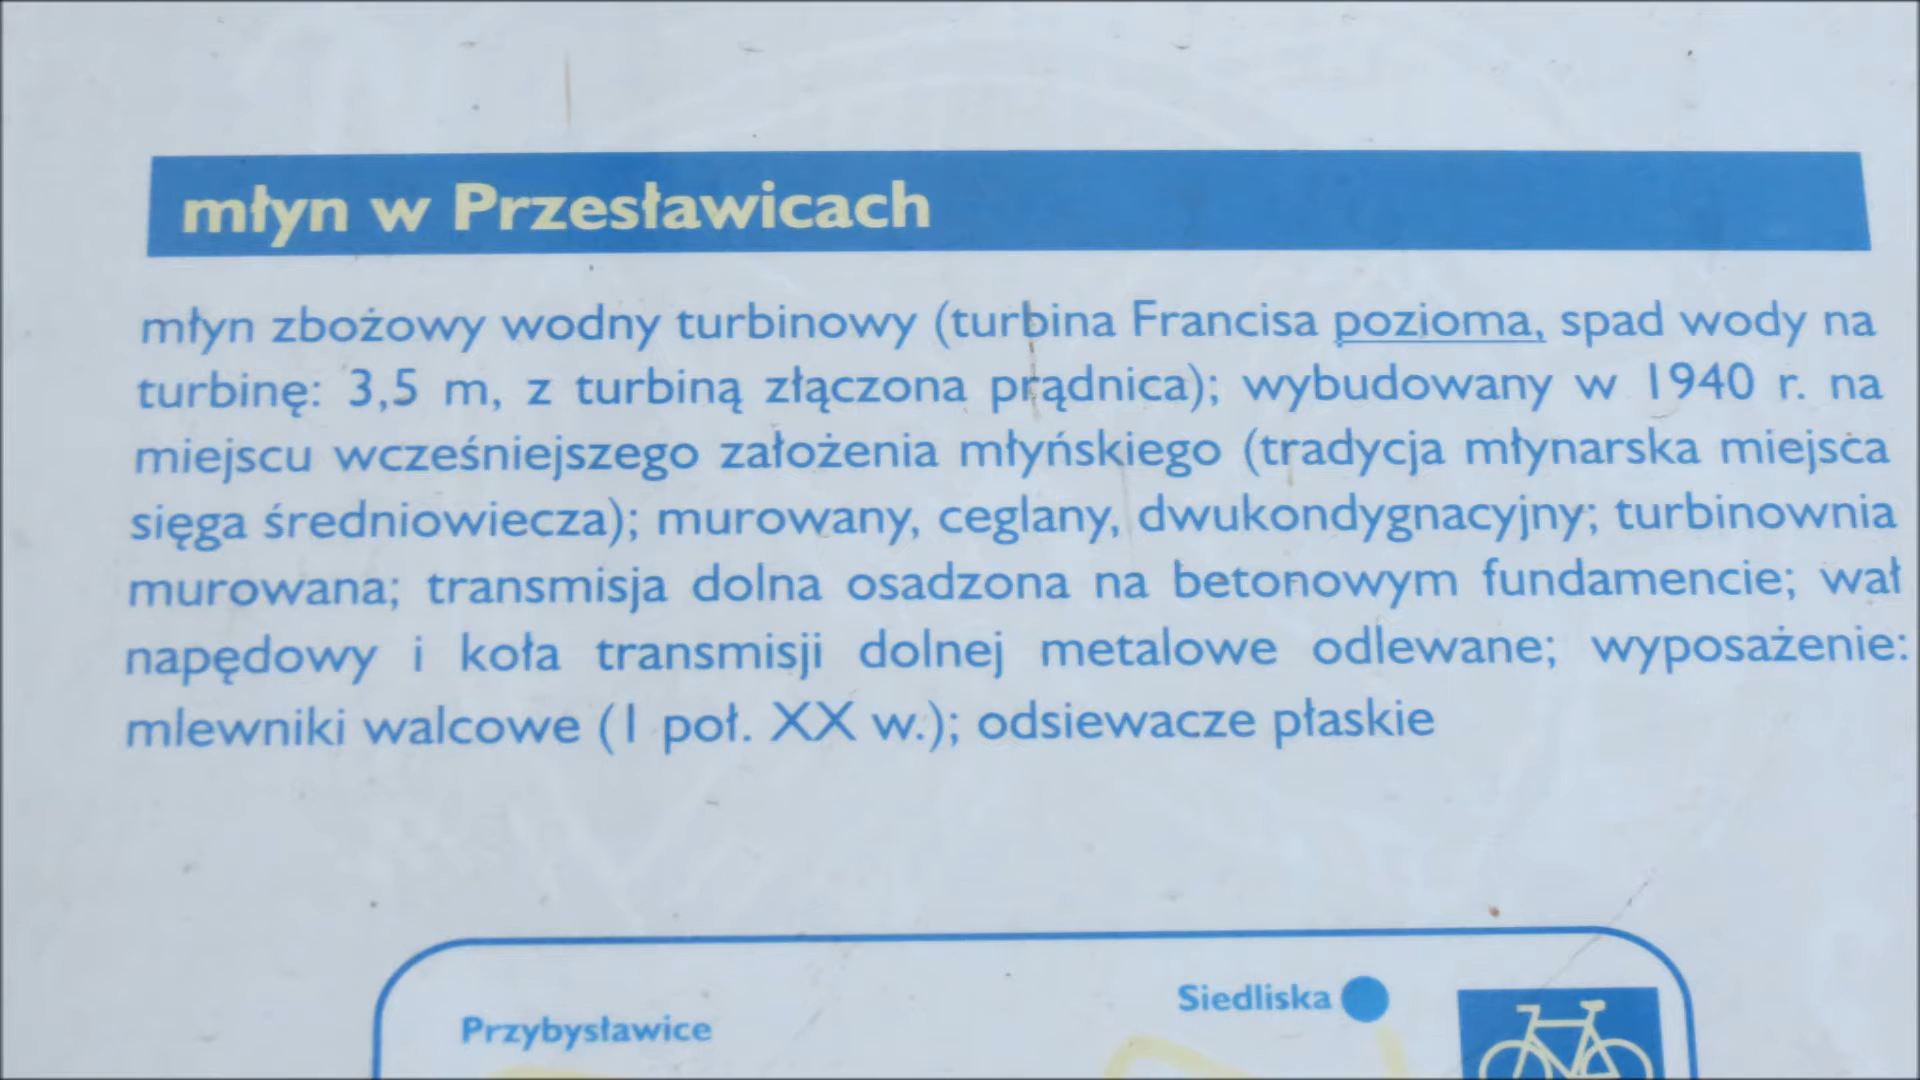 młyn w Przesławicach
młyn zbożowy wodny turbinowy (turbina Francisa pozioma, spad wody na
turbinę: 3,5 m, z turbiną złączona prądnica); wybudowany w 1940 r. na
miejscu wcześniejszego założenia młyńskiego (tradycja młynarska miejsca
sięga średniowiecza); murowany, ceglany, dwukondygnacyjny; turbinownia
murowana; transmisja dolna osadzona na betonowym fundamencie; wał
napędowy i koła transmisji dolnej metalowe odlewane; wyposażenie:
mlewniki walcowe (I poł. XX w.); odsiewacze płaskie
Siedliska
Przybysławice